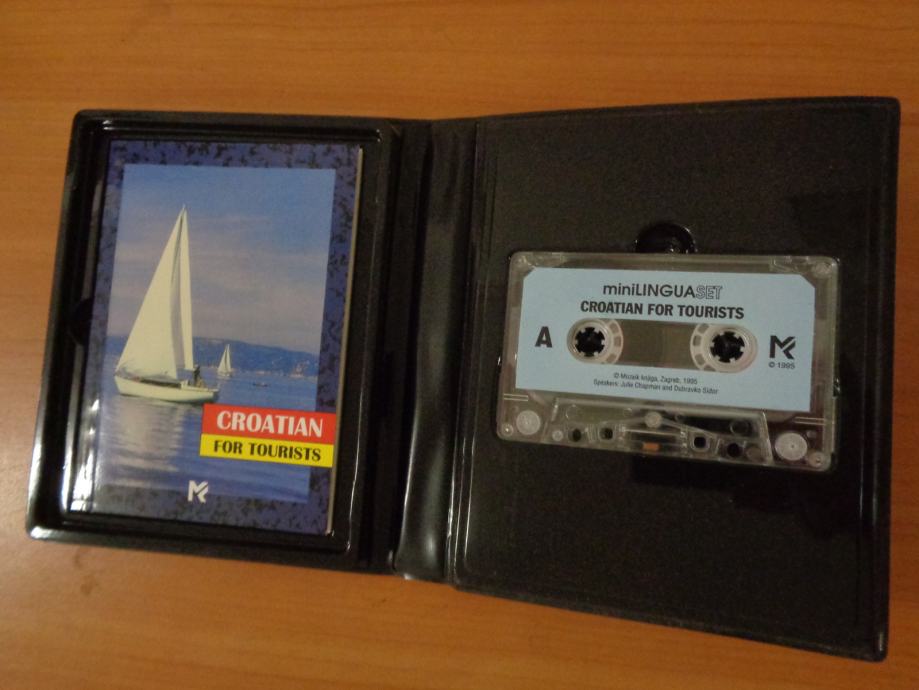 CROATIAN
FOR TOURISTS
MK
miniLINGUASET
CROATIAN FOR TOURISTS
A
MK
© 1995
© Mozaik knjiga, Zagreb, 1995
Speakers: Julie Chapman and Dubravko Sidor